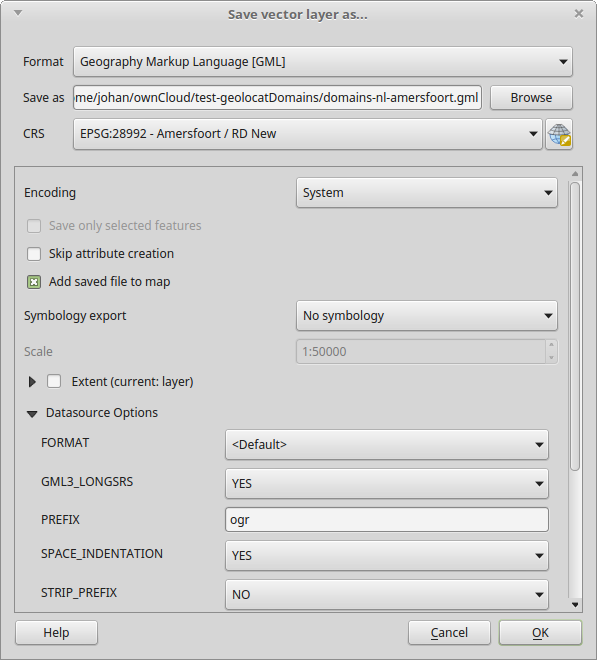 Save vector layer as...
Format Geography Markup Language [GML]
Save as me/johan/ownCloud/test-geolocatDomains/domains-nl-amersfoort.gml Browse
CRS EPSG:28992 - Amersfoort / RD New
Encoding System
Save only selected features
Skip attribute creation
Add saved file to map
Symbology export No symbology
Scale 1:50000
Extent (current: layer)
Datasource Options
FORMAT <Default>
GML3_LONGSRS YES
PREFIX ogr
SPACE_INDENTATION YES
STRIP_PREFIX NO
Help Cancel OK